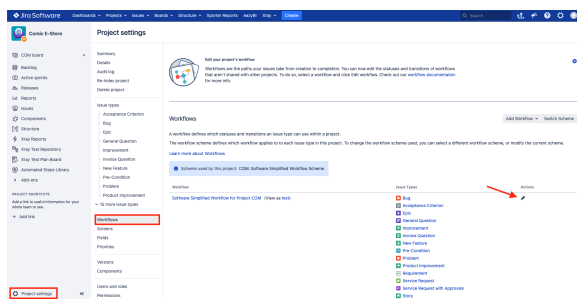 Jira Software
Dashboards
Projects
Issues
Boards
Structure
Sporter Reports
eazyBI
Xray
Create
Search
Comic E-Store
Project settings
COM board
Backlog
Active sprints
Releases
Reports
Issues
Components
Structure
Xray Reports
Xray Test Repository
Xray Test Plan Board
Automated Steps Library
Add-ons
PROJECT SHORTCUTS
Add a link to useful information for your
whole team to see.
+ Add link
Project settings
Summary
Details
Audit log
Re-index project
Delete project
Issue types
Acceptance Criterion
Bug
Epic
General Question
Improvement
Invoice Question
New Feature
Pre-Condition
Problem
Product Improvement
16 more issue types
Workflows
Screens
Fields
Priorities
Versions
Components
Users and roles
Permissions
Edit your project's workflow
Workflows are the paths your issues take from creation to completion. You can now edit the statuses and transitions of workflows
that aren't shared with other projects. To do so, select a workflow and click Edit workflow. Check out our workflow documentation
for more info.
Workflows
Add Workflow
Switch Scheme
A workflow defines which statuses and transitions an issue type can use within a project.
The workflow scheme defines which workflow applies to to each issue type in this project. To change the workflow scheme used, you can select a different workflow scheme, or modify the current scheme.
Learn more about Workflows
Scheme used by this project: COM: Software Simplified Workflow Scheme
Workflow
Issue Types
Actions
Software Simplified Workflow for Project COM (View as text)
Bug
Acceptance Criterion
Epic
General Question
Improvement
Invoice Question
New Feature
Pre-Condition
Problem
Product Improvement
Requirement
Service Request
Service Request with Approvals
Story